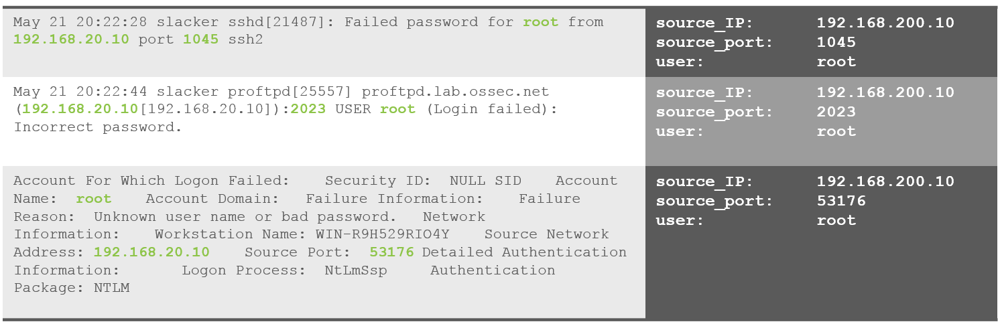 May 21 20:22:28 slacker sshd[21487]: Failed password for root from
192.168.20.10 port 1045 ssh2
source_IP: 192.168.200.10
source_port: 1045
user: root
May 21 20:22:44 slacker proftpd[25557] proftpd.lab.ossec.net
(192.168.20.10[192.168.20.10]):2023 USER root (Login failed):
Incorrect password.
source_IP: 192.168.200.10
source_port: 2023
user: root
Account For Which Logon Failed: Security ID: NULL SID Account
Name: root Account Domain: Failure Information: Failure
Reason: Unknown user name or bad password. Network
Information: Workstation Name: WIN-R9H529RIO4Y Source Network
Address: 192.168.20.10 Source Port: 53176 Detailed Authentication
Information: Logon Process: NtLmSsp Authentication
Package: NTLM
source_IP: 192.168.200.10
source_port: 53176
user: root